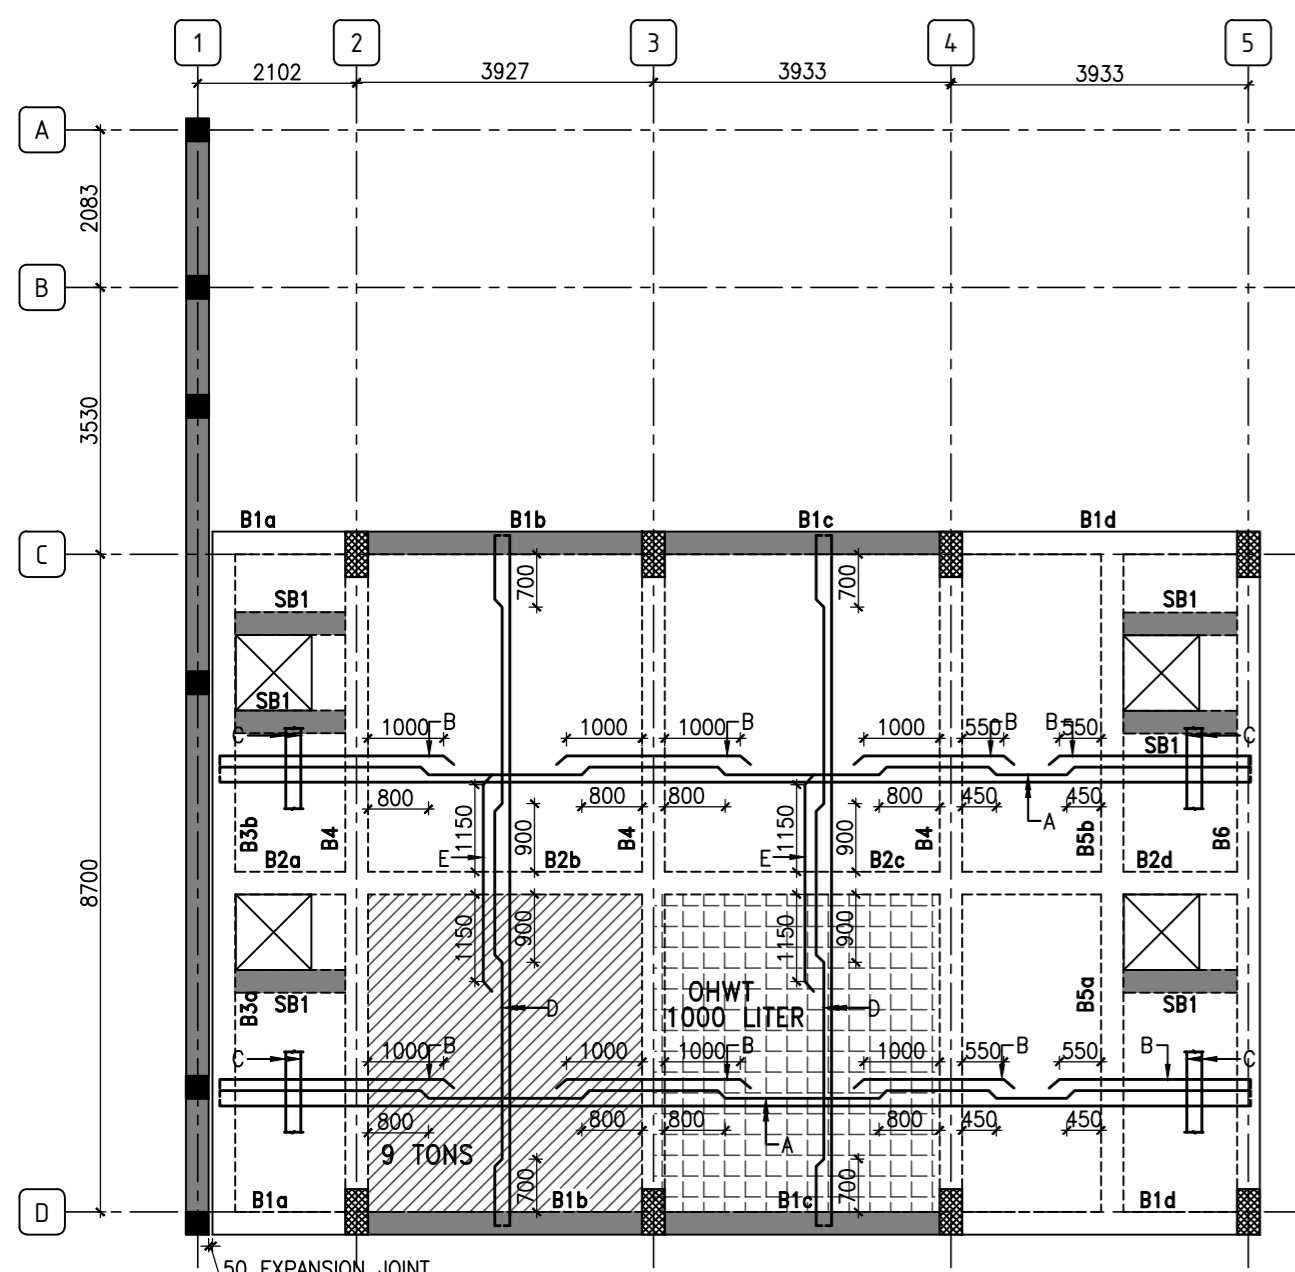 1 2 3 4 5
2102 3927 3933 3933
A
2083
B
3530
B1a B1b B1c B1d
C
700 700
SB1 SB1
SB1
1000 B 1000 1000 B 1000 550 B B 550
C SB1 C
800 800 800 800 450 450
A
1150 900 1150 900
B3b B4 B4 B4 B5b B6
E E
B2a B2b B2c B2d
8700
1150 900 1150 900
OHWT
1000 LITER
B3a SB1 D D B5a SB1
1000 B 1000 1000 B 1000 550 B 550 B
C C
800 800 800 800 450 450
A
9 TONS
700 700
B1a B1b B1c B1d
D
50 EXPANSION JOINT